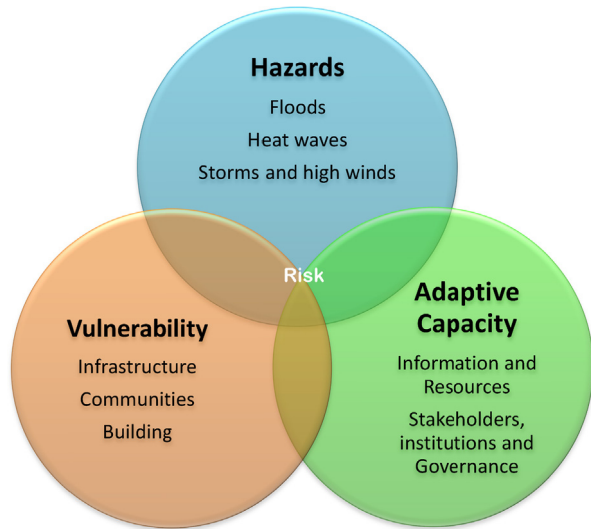 Hazards
Floods
Heat waves
Storms and high winds
Risk
Vulnerability
Infrastructure
Communities
Building
Adaptive
Capacity
Information and
Resources
Stakeholders,
institutions and
Governance